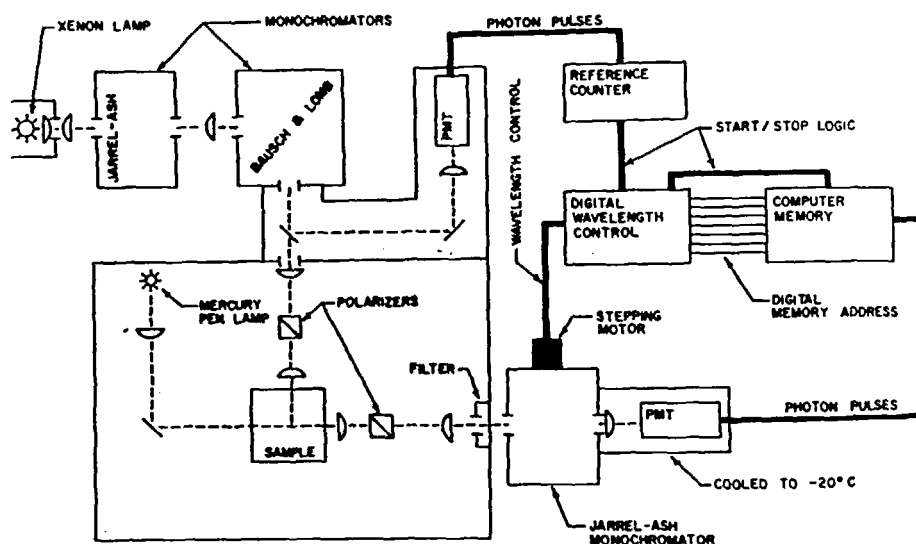 XENON LAMP
MONOCHROMATORS
PHOTON PULSES
JARREL-ASH
BAUSCH & LOMB
PMT
REFERENCE
COUNTER
START/STOP LOGIC
WAVELENGTH CONTROL
DIGITAL
WAVELENGTH
CONTROL
COMPUTER
MEMORY
MERCURY
PEN LAMP
POLARIZERS
DIGITAL
MEMORY ADDRESS
STEPPING
MOTOR
FILTER
SAMPLE
PMT
PHOTON PULSES
COOLED TO -20°C
JARREL-ASH
MONOCHROMATOR